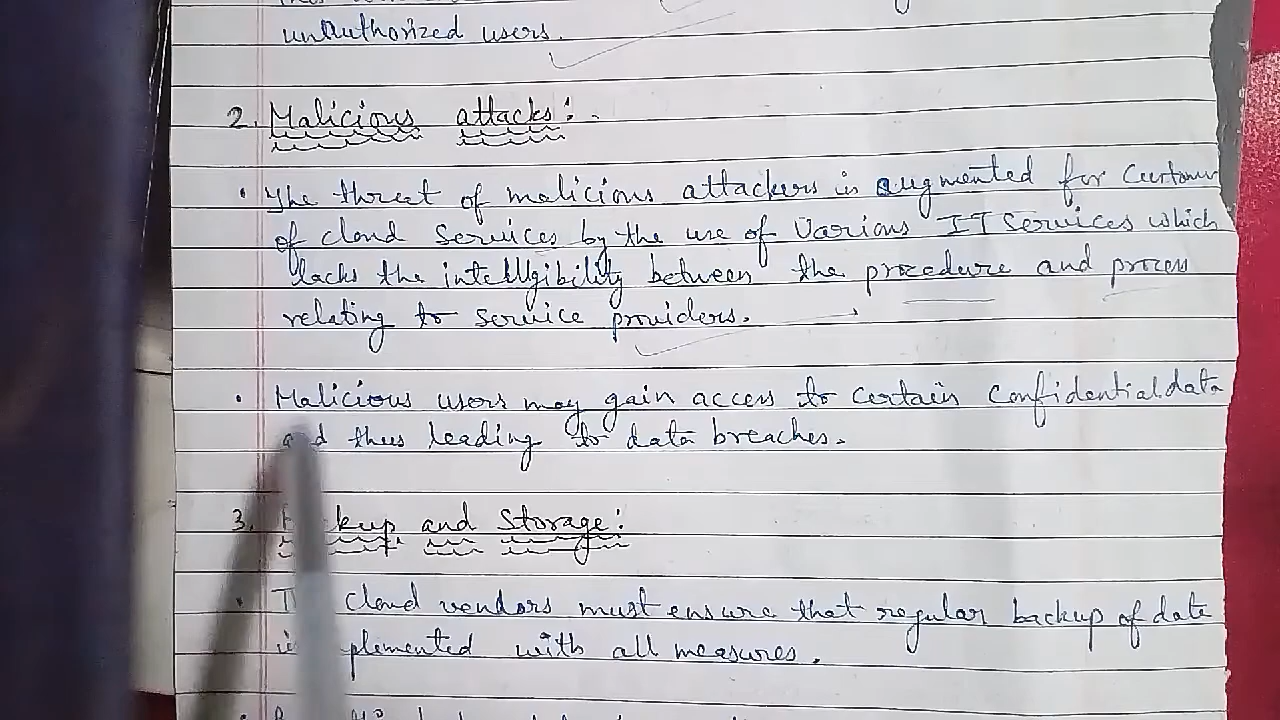 unauthorized users.
2. Malicious attacks:-
• The threat of malicious attackers is augmented for customer
of cloud services by the use of Various IT services which
lacks the intelligibility between the procedure and process
relating to service providers.
• Malicious users may gain access to certain Confidential data
and thus leading to data breaches.
3. kup and Storage:
• cloud vendors must ensure that regular backup of data
plemented with all measures.